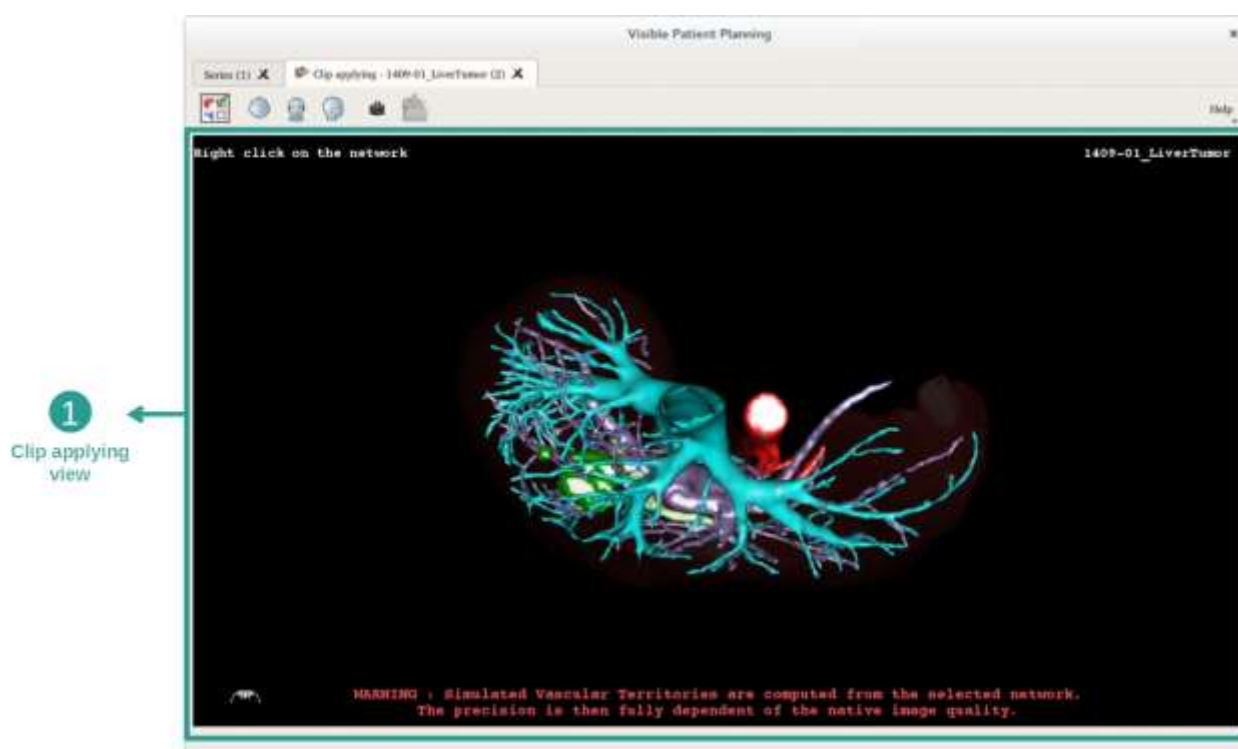 Visible Patient Planning
Series (1)
Clip applying - 1409-01_LiverTumor (2)
Help
Right click on the network
1409-01_LiverTumor
1
Clip applying
view
WARNING : Simulated Vascular Territories are computed from the selected network.
The precision is then fully dependent of the native image quality.